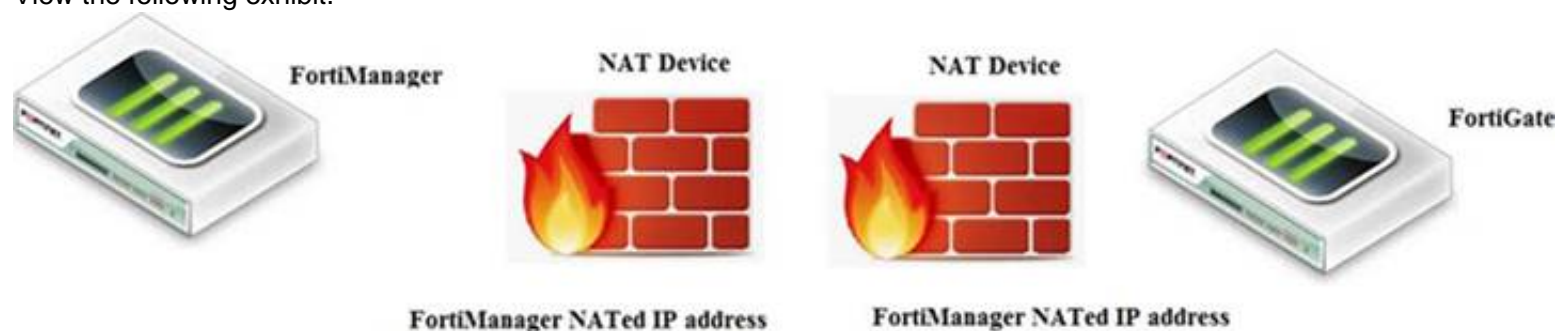 View the following exhibit.
FortiManager
NAT Device
NAT Device
FortiGate
FortiManager NATed IP address
FortiManager NATed IP address